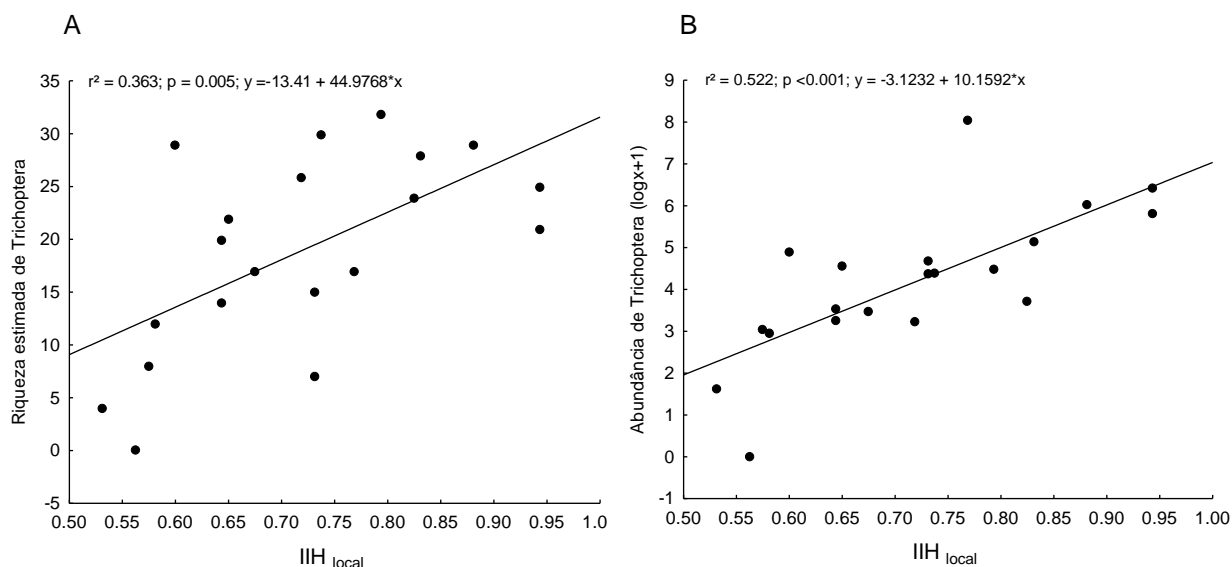 A
r² = 0.363; p = 0.005; y =-13.41 + 44.9768*x
Riqueza estimada de Trichoptera
35
30
25
20
15
10
5
0
-5
0.50 0.55 0.60 0.65 0.70 0.75 0.80 0.85 0.90 0.95 1.00
IIH local
B
r² = 0.522; p <0.001; y = -3.1232 + 10.1592*x
Abundância de Trichoptera (logx+1)
9
8
7
6
5
4
3
2
1
0
-1
0.50 0.55 0.60 0.65 0.70 0.75 0.80 0.85 0.90 0.95 1.00
IIH local